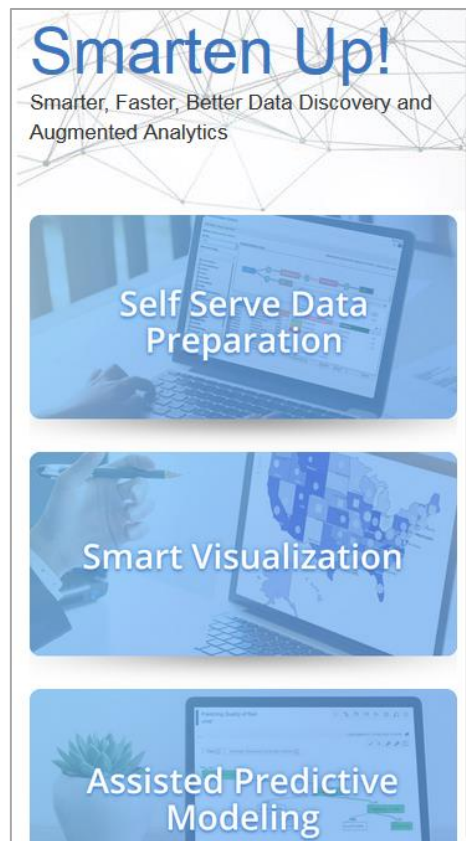 Smarten Up!
Smarter, Faster, Better Data Discovery and
Augmented Analytics
Self Serve Data
Preparation
Smart Visualization
Assisted Predictive
Modeling